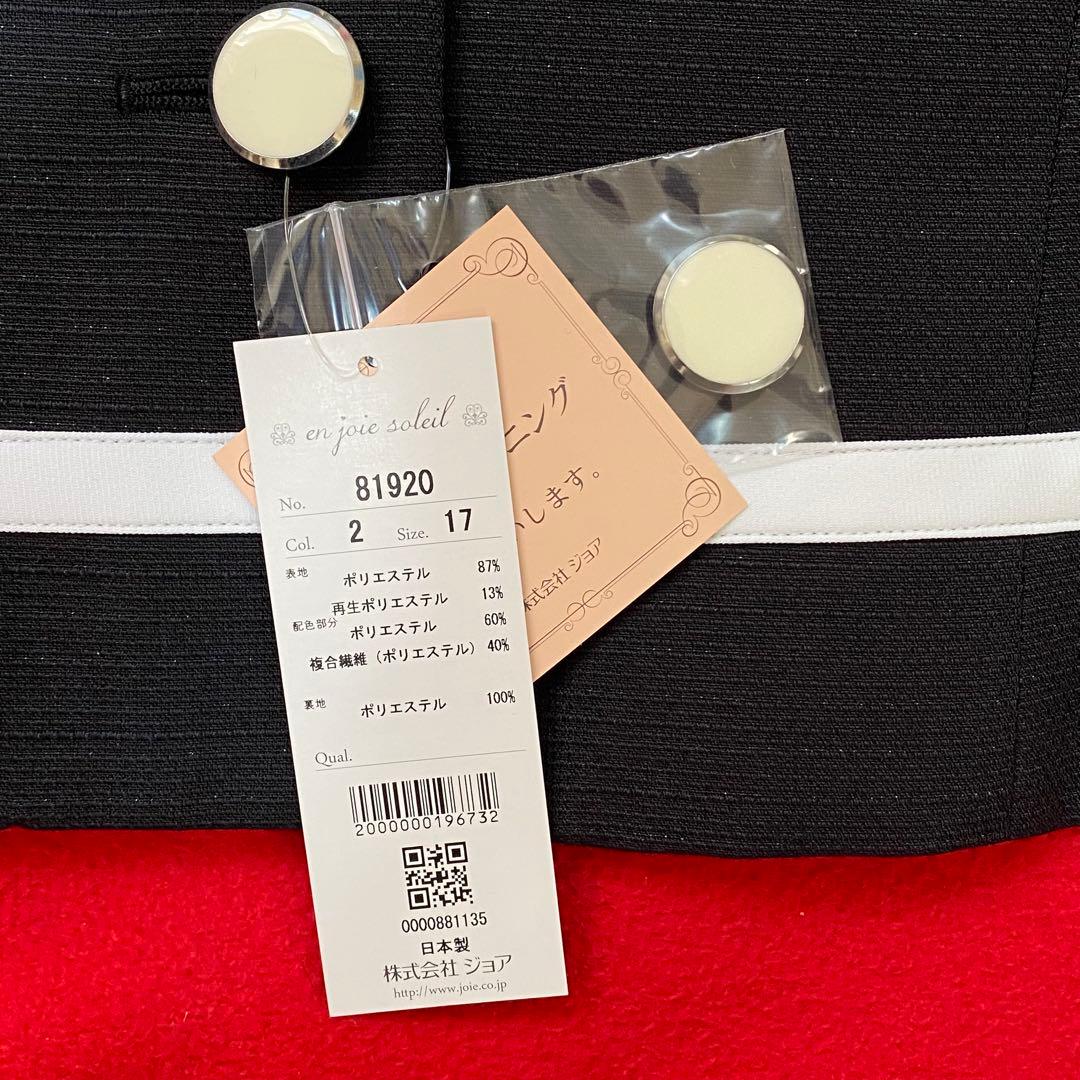 en joie soleil
No. 81920
Col. 2 Size. 17
表地 ポリエステル 87%
再生ポリエステル 13%
配色部分 ポリエステル 60%
複合繊維（ポリエステル） 40%
裏地 ポリエステル 100%
Qual.
2000000196732
0000881135
日本製
株式会社 ジョア
http://www.joie.co.jp
ニング
します。
株式会社 ジョア